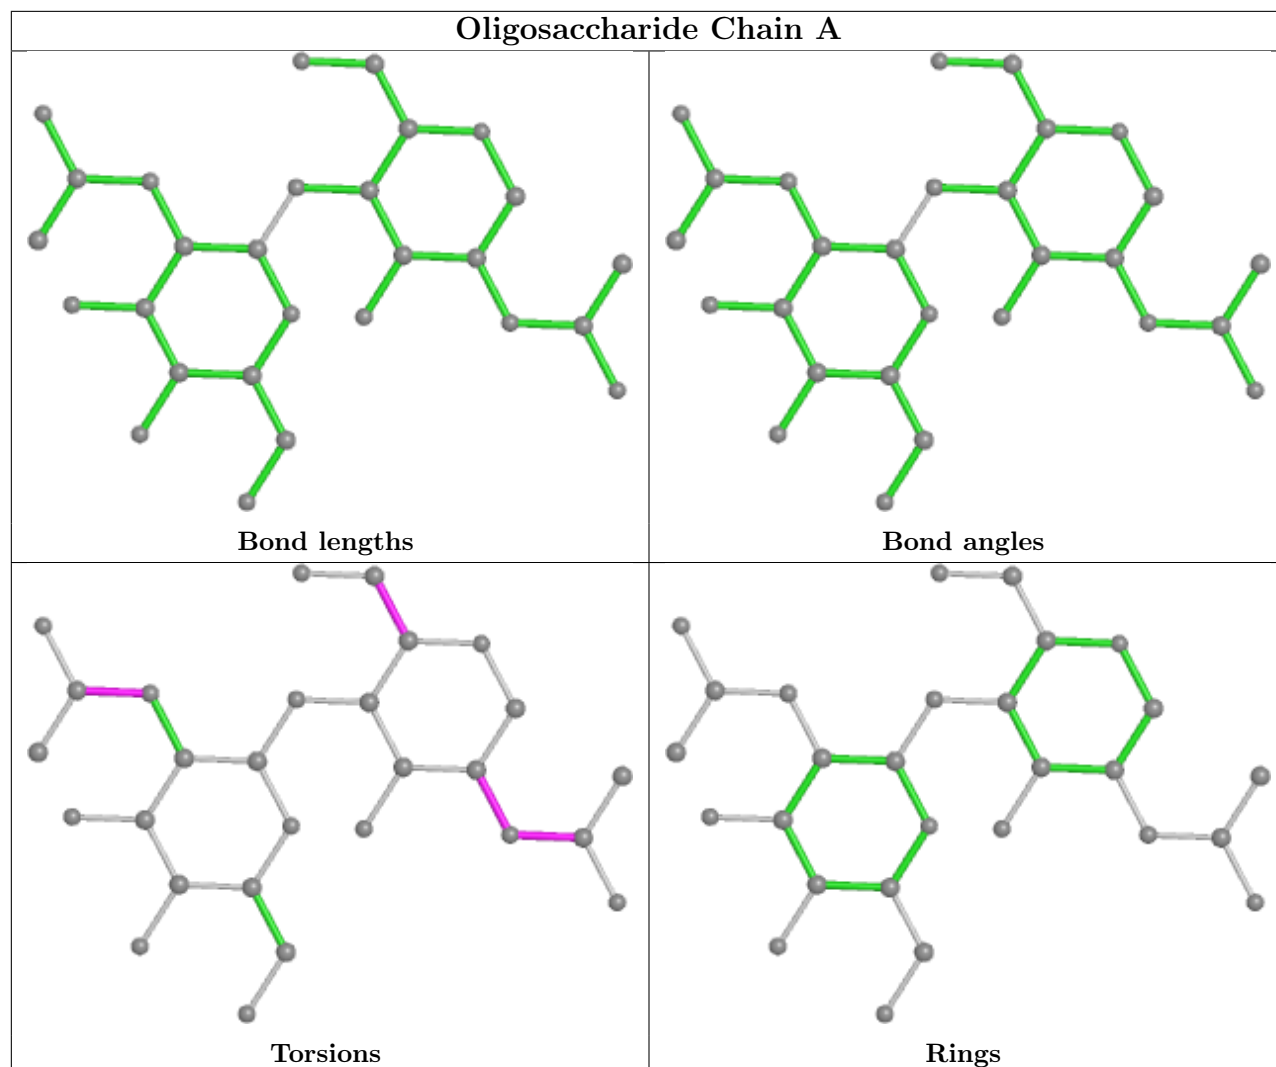 Oligosaccharide Chain A
Bond lengths
Bond angles
Torsions
Rings